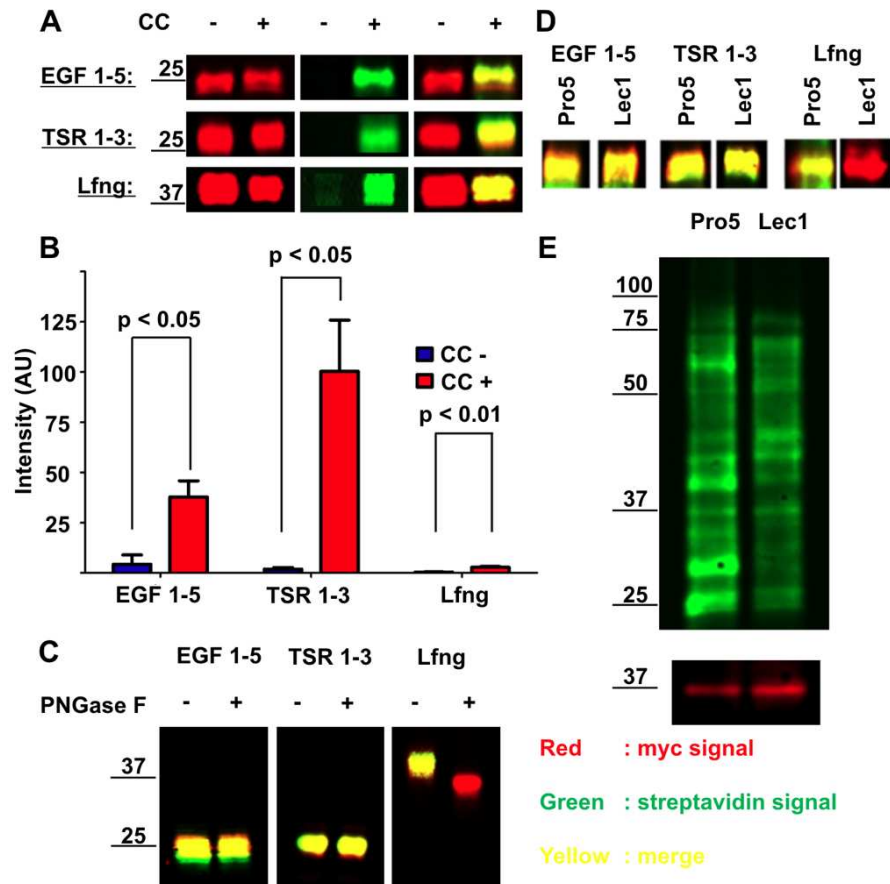 A
CC - + - + - +
EGF 1-5: 25
TSR 1-3: 25
Lfng: 37
D
EGF 1-5 TSR 1-3 Lfng
Pro5 Lec1 Pro5 Lec1 Pro5 Lec1
B
Intensity (AU)
125
100
75
50
25
0
p < 0.05
p < 0.05
p < 0.01
CC -
CC +
EGF 1-5 TSR 1-3 Lfng
C
EGF 1-5 TSR 1-3 Lfng
PNGase F - + - + - +
37
25
37
E
Pro5 Lec1
100
75
50
37
25
37
Red : myc signal
Green : streptavidin signal
Yellow : merge